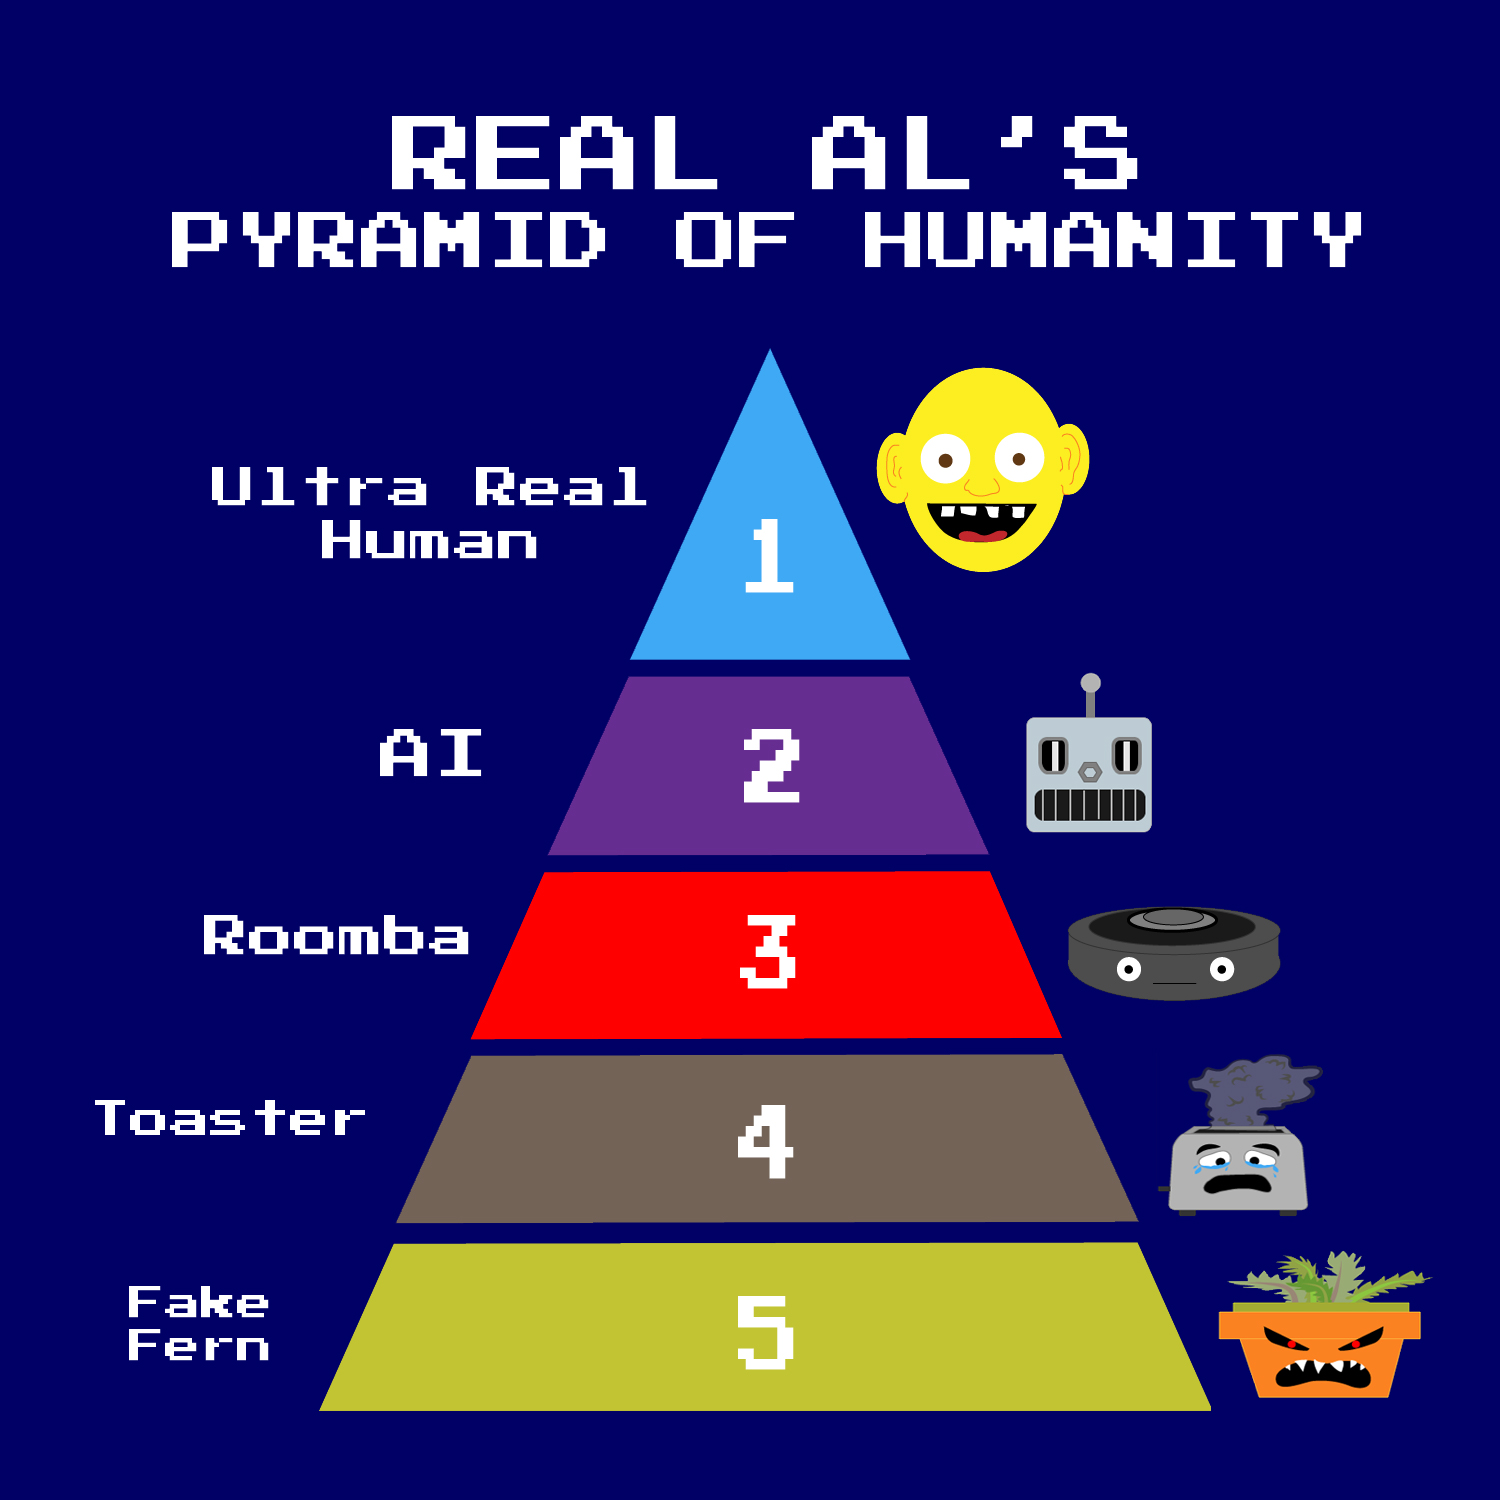 REAL AL'S
PYRAMID OF HUMANITY
Ultra Real
Human
1
AI
2
Roomba
3
Toaster
4
Fake
Fern
5